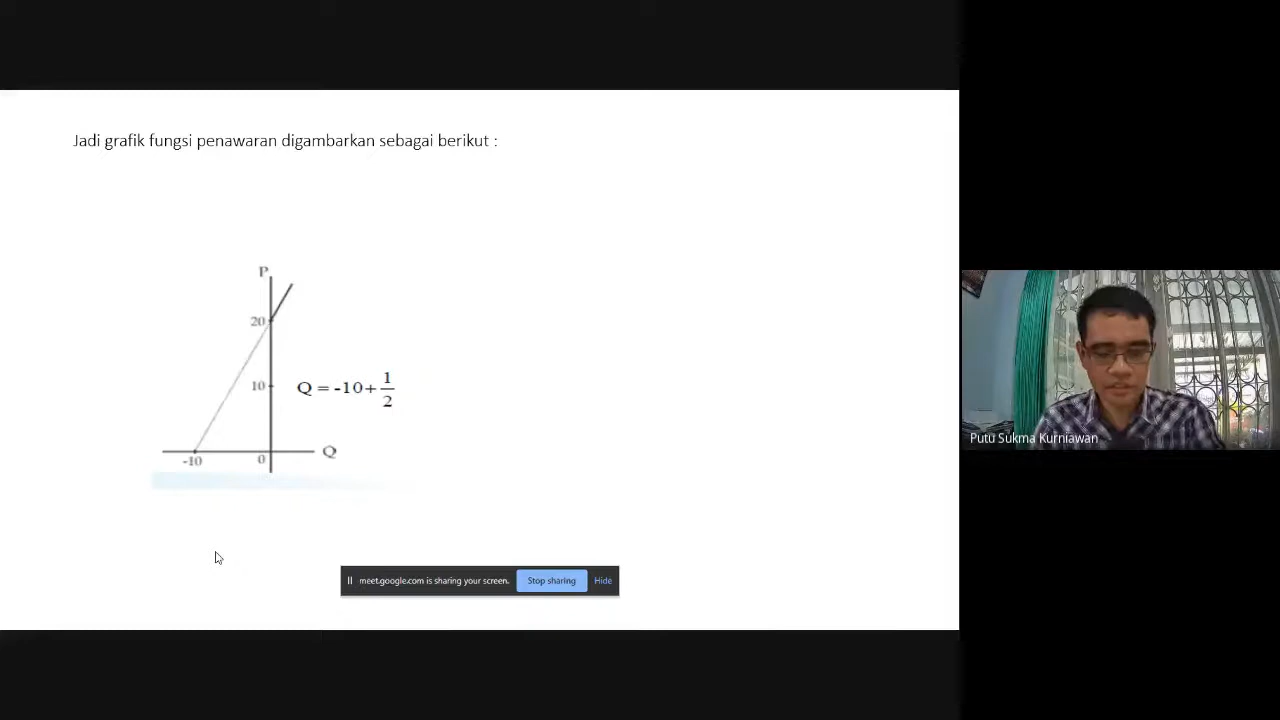 Jadi grafik fungsi penawaran digambarkan sebagai berikut :
P
20
10
Q = -10 + 1/2
-10
0
Q
Putu Sukma Kurniawan
meet.google.com is sharing your screen.
Stop sharing
Hide